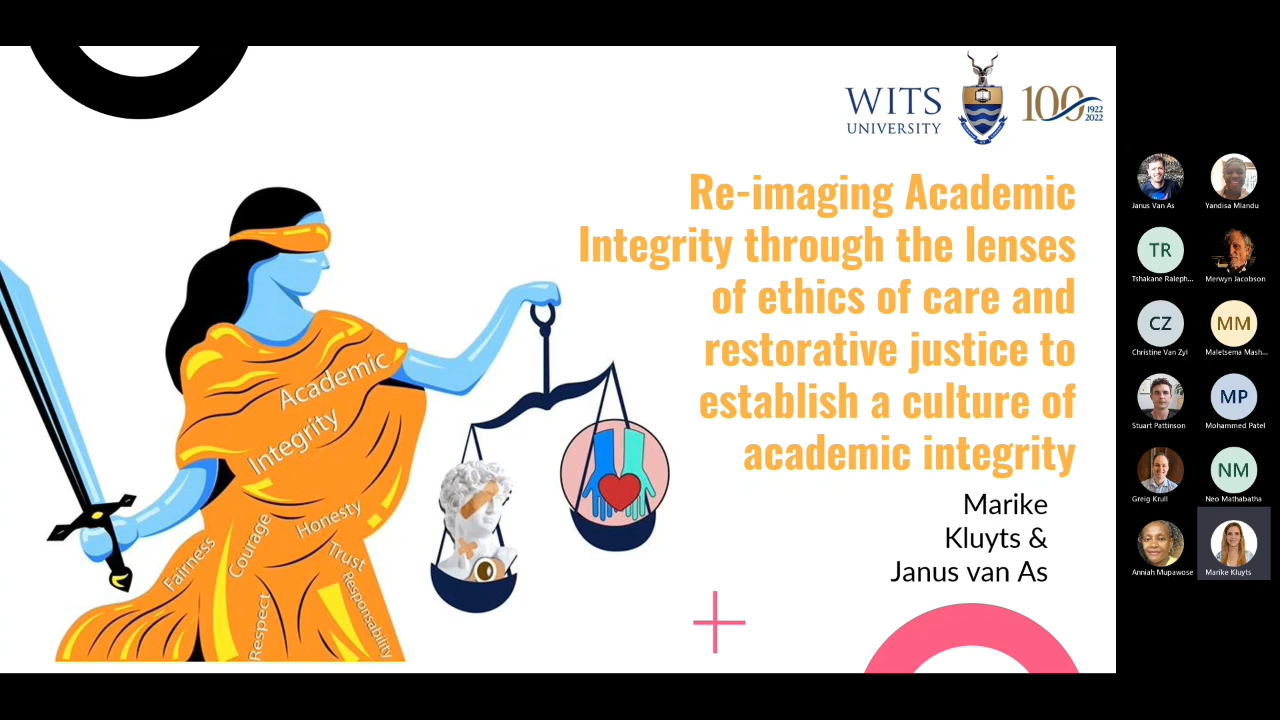 WITS
UNIVERSITY
100
1922
2022
Re-imaging Academic
Integrity through the lenses
of ethics of care and
restorative justice to
establish a culture of
academic integrity
Marike
Kluyts &
Janus van As
Academic
Integrity
Fairness
Courage
Honesty
Trust
Respect
Responsability
Janus Van As
Yandisa Mlandu
TR
Tshakane Raleph...
Merwyn Jacobson
CZ
Christine Van Zyl
MM
Maletsema Mash...
Stuart Pattinson
MP
Mohammed Patel
Greig Krull
NM
Neo Mathabatha
Anniah Mupawose
Marike Kluyts